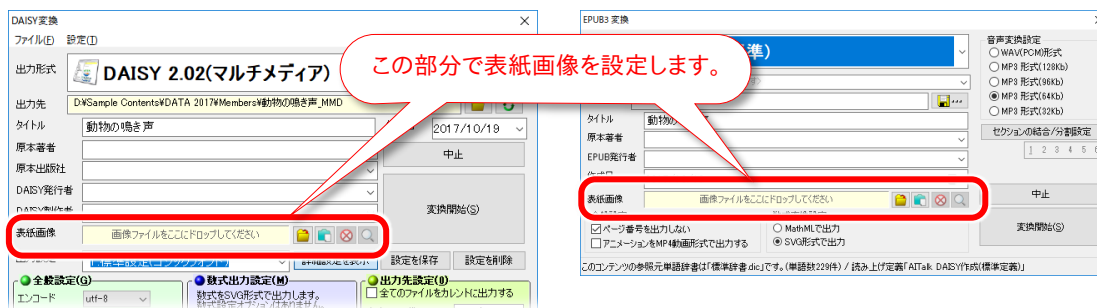 DAISY変換
ファイル(F) 設定(I)
出力形式
DAISY 2.02(マルチメディア)
出力先
D:¥Sample Contents¥DATA 2017¥Members¥動物の鳴き声_MMD
タイトル
動物の鳴き声
2017/10/19
原本著者
中止
原本出版社
DAISY発行者
変換開始(S)
表紙画像
画像ファイルをここにドロップしてください
設定を保存
設定を削除
全般設定(G)
数式出力設定(M)
出力先設定(O)
エンコード
utf-8
数式をSVG形式で出力します。
全てのファイルをカレントに出力する
この部分で表紙画像を設定します。
EPUB3 変換
準)
音声変換設定
WAV(PCM)形式
MP3 形式(128Kb)
MP3 形式(96Kb)
MP3 形式(64Kb)
MP3 形式(32Kb)
タイトル
動物の
セクションの結合/分割設定
原本著者
1 2 3 4 5 6
EPUB発行者
表紙画像
画像ファイルをここにドロップしてください
中止
ページ番号を出力しない
MathMLで出力
変換開始(S)
アニメーションをMP4動画形式で出力する
SVG形式で出力
このコンテンツの参照元単語辞書は「標準辞書.dic」です。(単語数229件) / 読み上げ定義「AITalk DAISY作成(標準定義)」